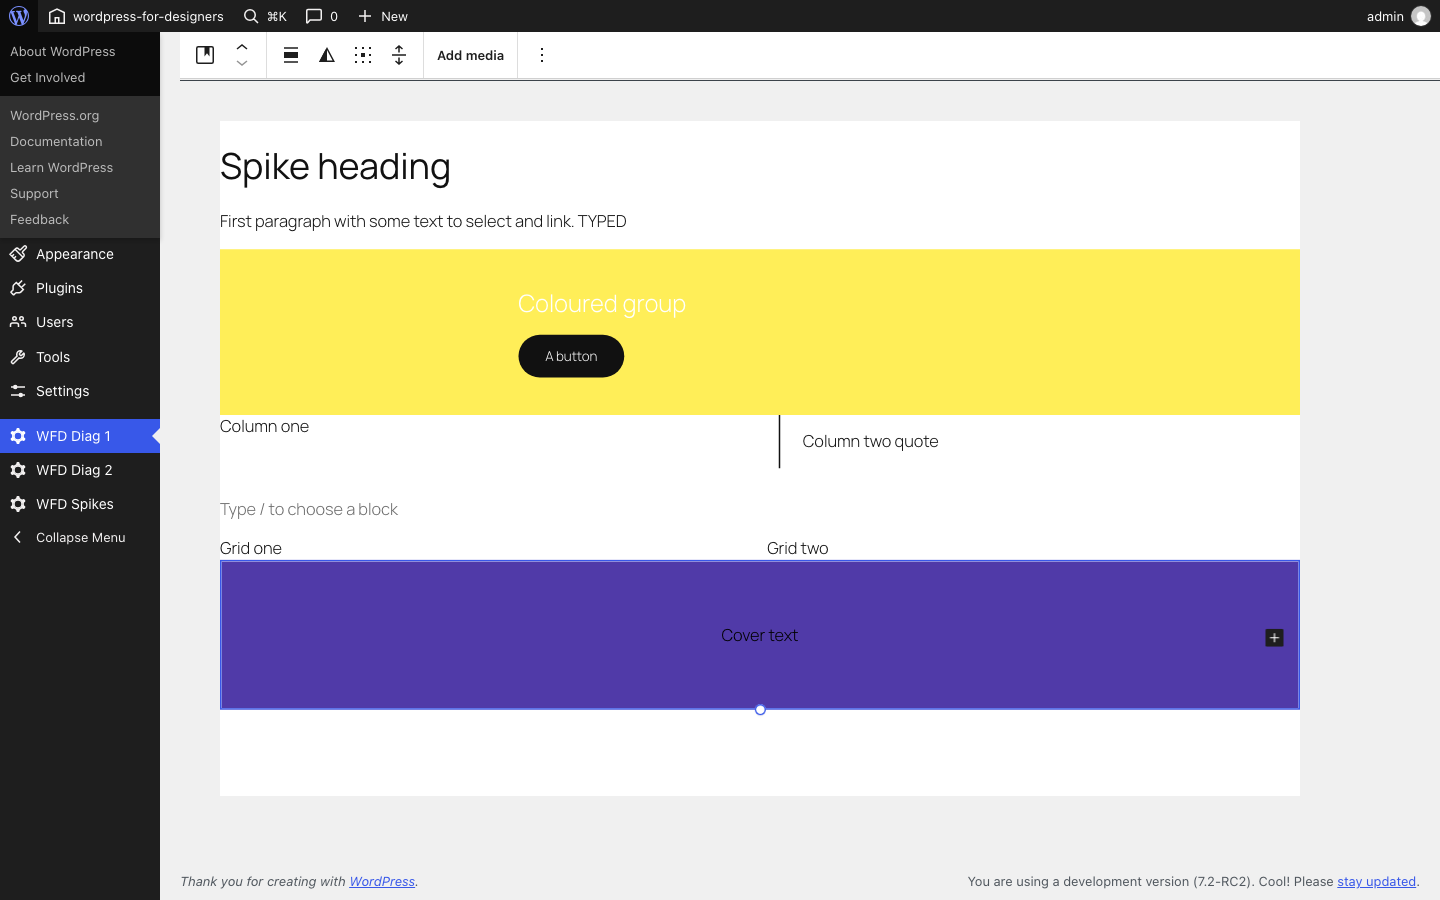 wordpress-for-designers
⌘K
0
New
admin
About WordPress
Get Involved
WordPress.org
Documentation
Learn WordPress
Support
Feedback
Appearance
Plugins
Users
Tools
Settings
WFD Diag 1
WFD Diag 2
WFD Spikes
Collapse Menu
Add media
Spike heading
First paragraph with some text to select and link. TYPED
Coloured group
A button
Column one
Column two quote
Type / to choose a block
Grid one
Grid two
Cover text
Thank you for creating with WordPress.
You are using a development version (7.2-RC2). Cool! Please stay updated.